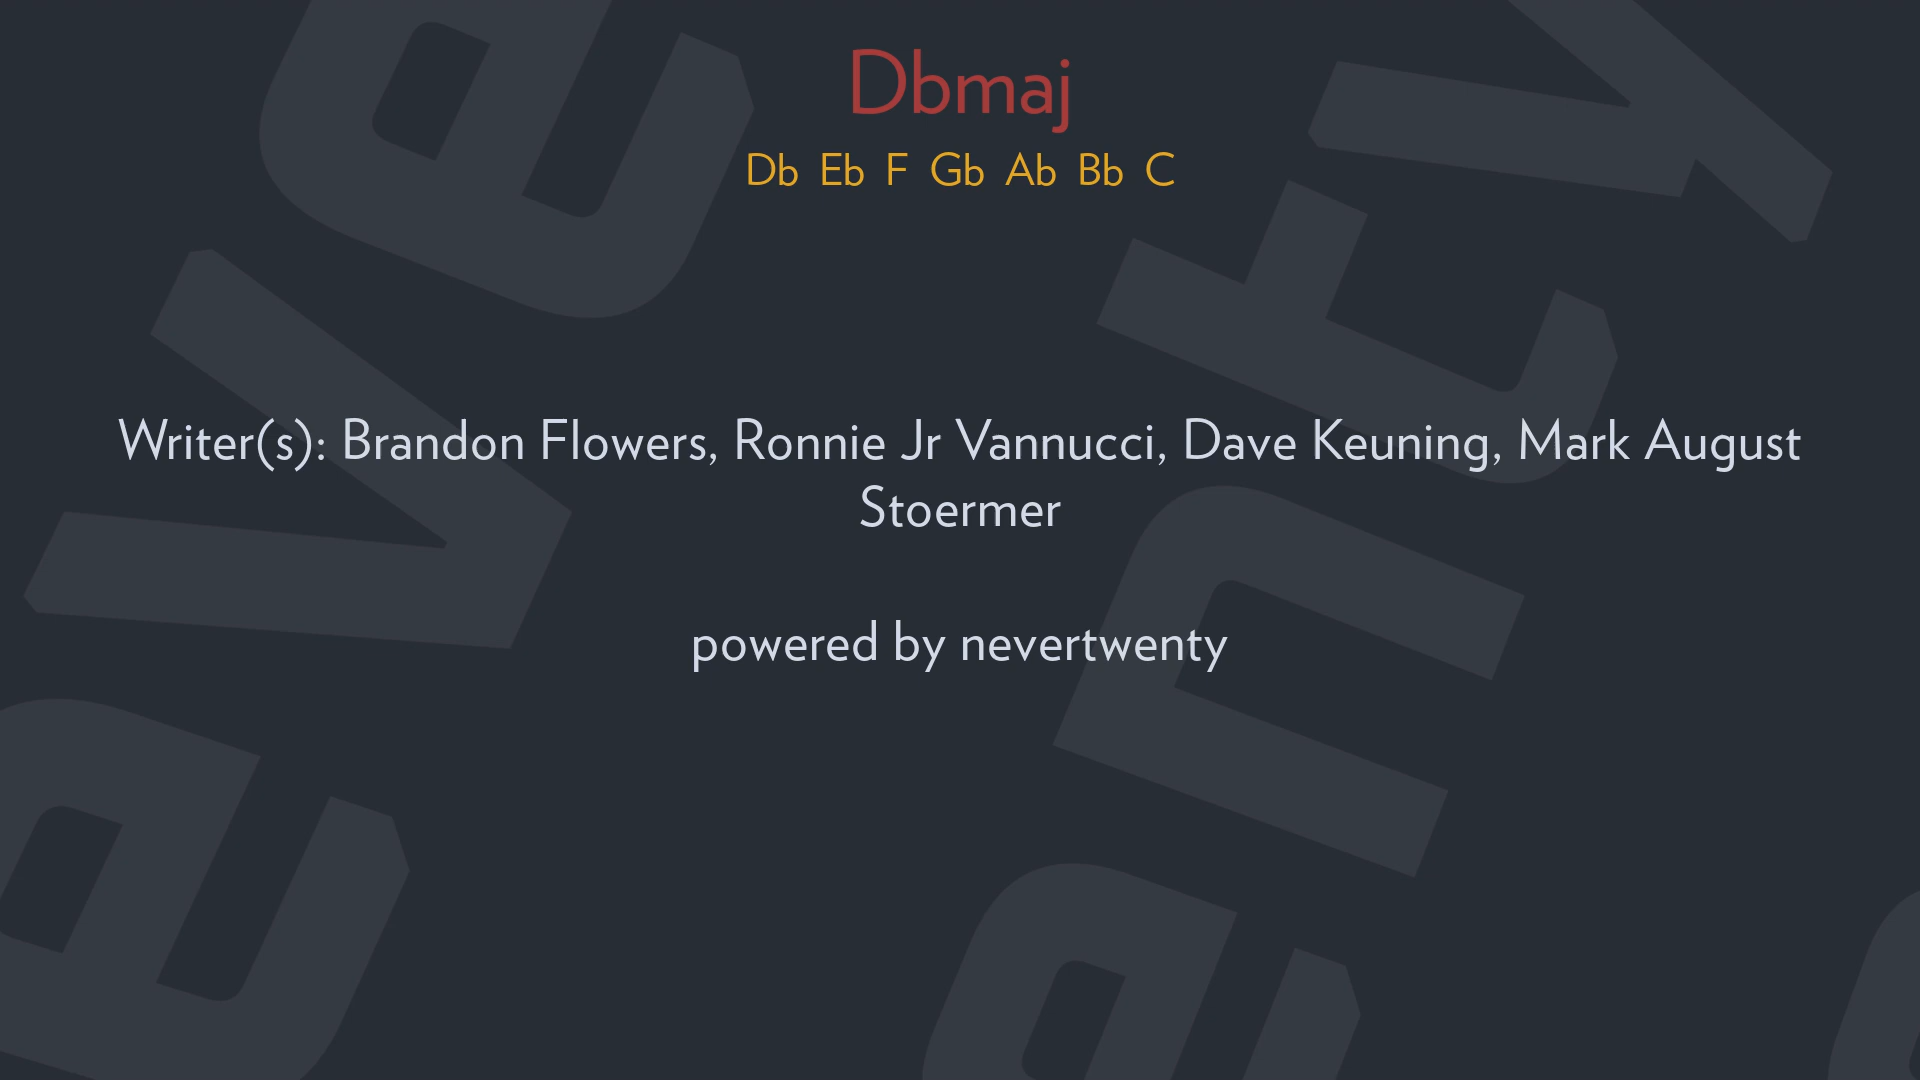 Dbmaj
Db Eb F Gb Ab Bb C
Writer(s): Brandon Flowers, Ronnie Jr Vannucci, Dave Keuning, Mark August
Stoermer
powered by nevertwenty